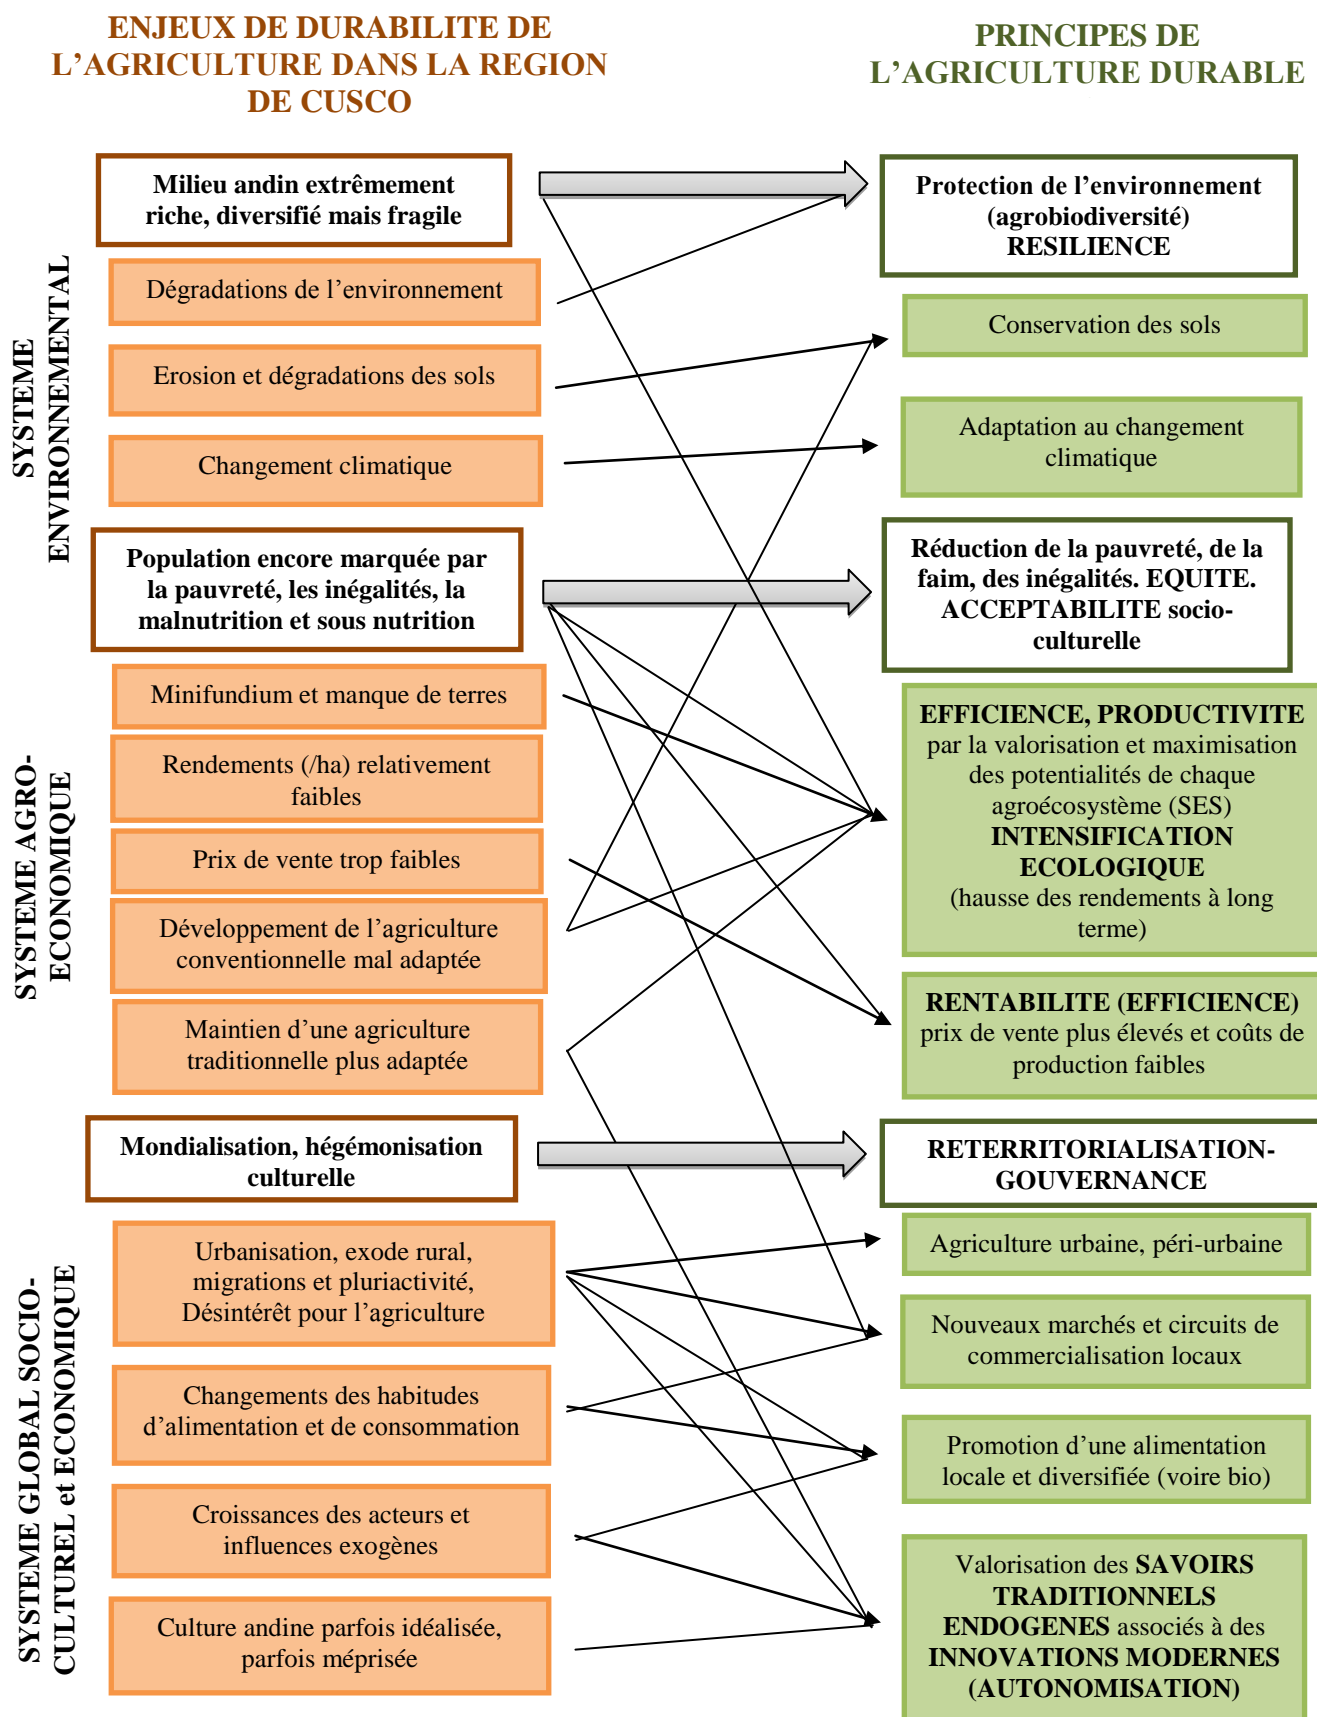 ENJEUX DE DURABILITE DE
L’AGRICULTURE DANS LA REGION
DE CUSCO
PRINCIPES DE
L’AGRICULTURE DURABLE
SYSTEME
ENVIRONNEMENTAL
Milieu andin extrêmement
riche, diversifié mais fragile
Dégradations de l’environnement
Erosion et dégradations des sols
Changement climatique
Protection de l’environnement
(agrobiodiversité)
RESILIENCE
Conservation des sols
Adaptation au changement
climatique
SYSTEME AGRO-
ECONOMIQUE
Population encore marquée par
la pauvreté, les inégalités, la
malnutrition et sous nutrition
Minifundium et manque de terres
Rendements (/ha) relativement
faibles
Prix de vente trop faibles
Développement de l’agriculture
conventionnelle mal adaptée
Maintien d’une agriculture
traditionnelle plus adaptée
Réduction de la pauvreté, de la
faim, des inégalités. EQUITE.
ACCEPTABILITE socio-
culturelle
EFFICIENCE, PRODUCTIVITE
par la valorisation et maximisation
des potentialités de chaque
agroécosystème (SES)
INTENSIFICATION
ECOLOGIQUE
(hausse des rendements à long
terme)
RENTABILITE (EFFICIENCE)
prix de vente plus élevés et coûts de
production faibles
SYSTEME GLOBAL SOCIO-
CULTUREL et ECONOMIQUE
Mondialisation, hégémonisation
culturelle
Urbanisation, exode rural,
migrations et pluriactivité,
Désintérêt pour l’agriculture
Changements des habitudes
d’alimentation et de consommation
Croissances des acteurs et
influences exogènes
Culture andine parfois idéalisée,
parfois méprisée
RETERRITORIALISATION-
GOUVERNANCE
Agriculture urbaine, péri-urbaine
Nouveaux marchés et circuits de
commercialisation locaux
Promotion d’une alimentation
locale et diversifiée (voire bio)
Valorisation des SAVOIRS
TRADITIONNELS
ENDOGENES associés à des
INNOVATIONS MODERNES
(AUTONOMISATION)